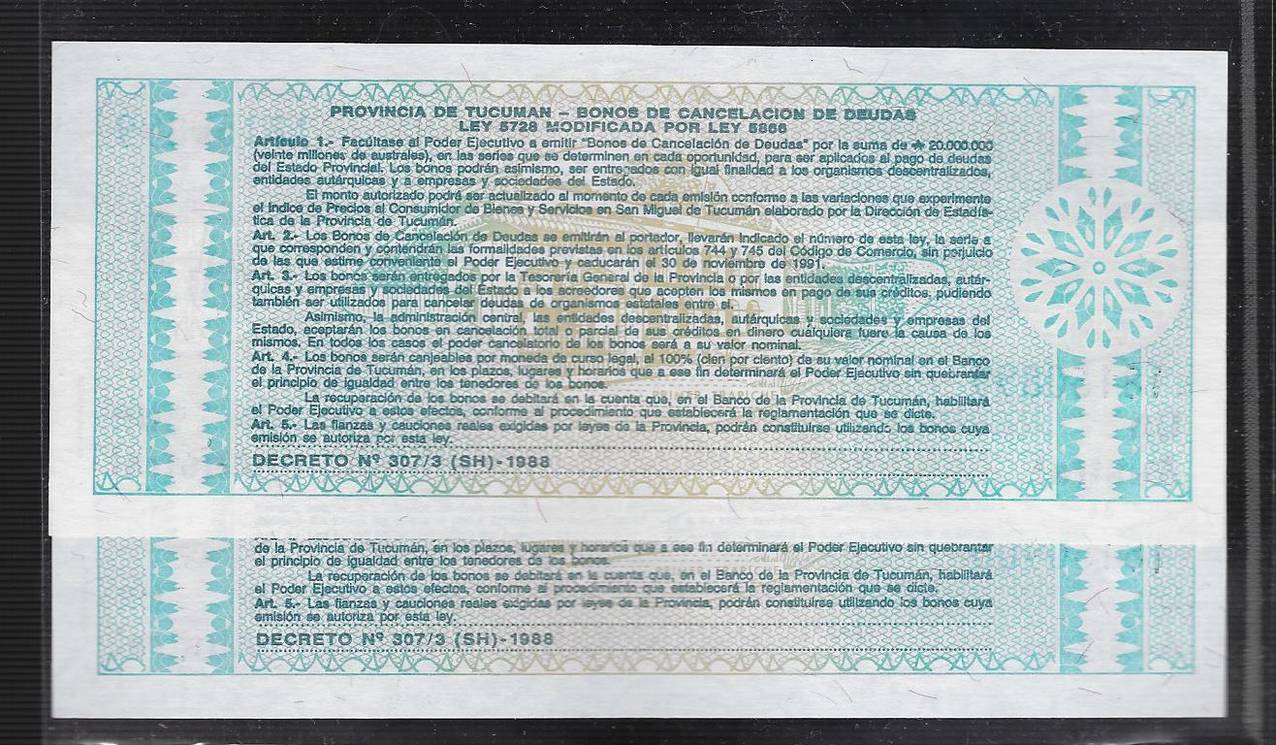 PROVINCIA DE TUCUMAN – BONOS DE CANCELACION DE DEUDAS
LEY 5728 MODIFICADA POR LEY 5866
Artículo 1.- Facúltase al Poder Ejecutivo a emitir "Bonos de Cancelación de Deudas" por la suma de ₳ 20.000.000
(veinte millones de australes), en las series que se determinen en cada oportunidad, para ser aplicados al pago de deudas
del Estado Provincial. Los bonos podrán asimismo, ser entregados con igual finalidad a los organismos descentralizados,
entidades autárquicas y a empresas y sociedades del Estado.
El monto autorizado podrá ser actualizado al momento de cada emisión conforme a las variaciones que experimente
el Indice de Precios al Consumidor de Bienes y Servicios en San Miguel de Tucumán elaborado por la Dirección de Estadís-
tica de la Provincia de Tucumán.
Art. 2.- Los Bonos de Cancelación de Deudas se emitirán al portador, llevarán indicado el número de esta ley, la serie a
que corresponden y contendrán las formalidades previstas en los artículos 744 y 745 del Código de Comercio, sin perjuicio
de las que estime conveniente el Poder Ejecutivo y caducarán el 30 de noviembre de 1991.
Art. 3.- Los bonos serán entregados por la Tesorería General de la Provincia o por las entidades descentralizadas, autár-
quicas y empresas y sociedades del Estado a los acreedores que acepten los mismos en pago de sus créditos, pudiendo
también ser utilizados para cancelar deudas de organismos estatales entre sí.
Asimismo, la administración central, las entidades descentralizadas, autárquicas y sociedades y empresas del
Estado, aceptarán los bonos en cancelación total o parcial de sus créditos en dinero cualquiera fuere la causa de los
mismos. En todos los casos el poder cancelatorio de los bonos será a su valor nominal.
Art. 4.- Los bonos serán canjeables por moneda de curso legal, al 100% (cien por ciento) de su valor nominal en el Banco
de la Provincia de Tucumán, en los plazos, lugares y horarios que a ese fin determinará el Poder Ejecutivo sin quebrantar
el principio de igualdad entre los tenedores de los bonos.
La recuperación de los bonos se debitará en la cuenta que, en el Banco de la Provincia de Tucumán, habilitará
el Poder Ejecutivo a estos efectos, conforme al procedimiento que establecerá la reglamentación que se dicte.
Art. 5.- Las fianzas y cauciones reales exigidas por leyes de la Provincia, podrán constituirse utilizando los bonos cuya
emisión se autoriza por esta ley.
DECRETO Nº 307/3 (SH)-1988
de la Provincia de Tucumán, en los plazos, lugares y horarios que a ese fin determinará el Poder Ejecutivo sin quebrantar
el principio de igualdad entre los tenedores de los bonos.
La recuperación de los bonos se debitará en la cuenta que, en el Banco de la Provincia de Tucumán, habilitará
el Poder Ejecutivo a estos efectos, conforme al procedimiento que establecerá la reglamentación que se dicte.
Art. 5.- Las fianzas y cauciones reales exigidas por leyes de la Provincia, podrán constituirse utilizando los bonos cuya
emisión se autoriza por esta ley.
DECRETO Nº 307/3 (SH)-1988